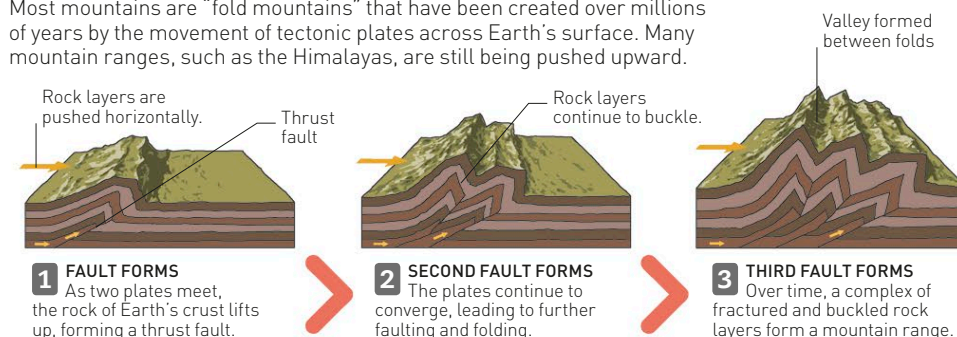 Most mountains are “fold mountains” that have been created over millions
of years by the movement of tectonic plates across Earth’s surface. Many
mountain ranges, such as the Himalayas, are still being pushed upward.
Rock layers are
pushed horizontally.
Thrust
fault
Rock layers
continue to buckle.
Valley formed
between folds
1 FAULT FORMS
As two plates meet,
the rock of Earth’s crust lifts
up, forming a thrust fault.
2 SECOND FAULT FORMS
The plates continue to
converge, leading to further
faulting and folding.
3 THIRD FAULT FORMS
Over time, a complex of
fractured and buckled rock
layers form a mountain range.